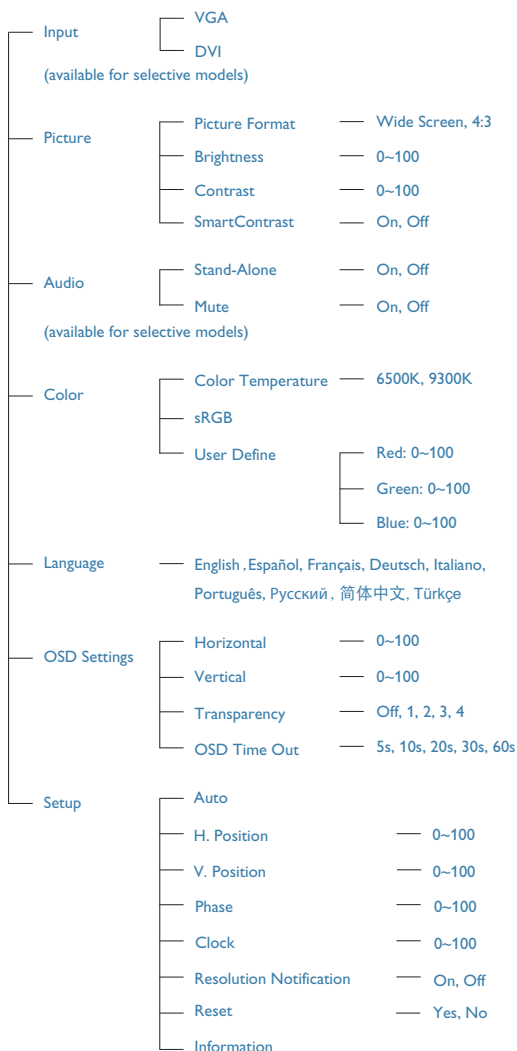 Input
VGA
DVI
(available for selective models)
Picture
Picture Format Wide Screen, 4:3
Brightness 0~100
Contrast 0~100
SmartContrast On, Off
Audio
Stand-Alone On, Off
Mute On, Off
(available for selective models)
Color
Color Temperature 6500K, 9300K
sRGB
User Define Red: 0~100
Green: 0~100
Blue: 0~100
Language English , Español, Français, Deutsch, Italiano,
Português, Русский , 简体中文, Türkçe
OSD Settings
Horizontal 0~100
Vertical 0~100
Transparency Off, 1, 2, 3, 4
OSD Time Out 5s, 10s, 20s, 30s, 60s
Setup
Auto
H. Position 0~100
V. Position 0~100
Phase 0~100
Clock 0~100
Resolution Notification On, Off
Reset Yes, No
Information